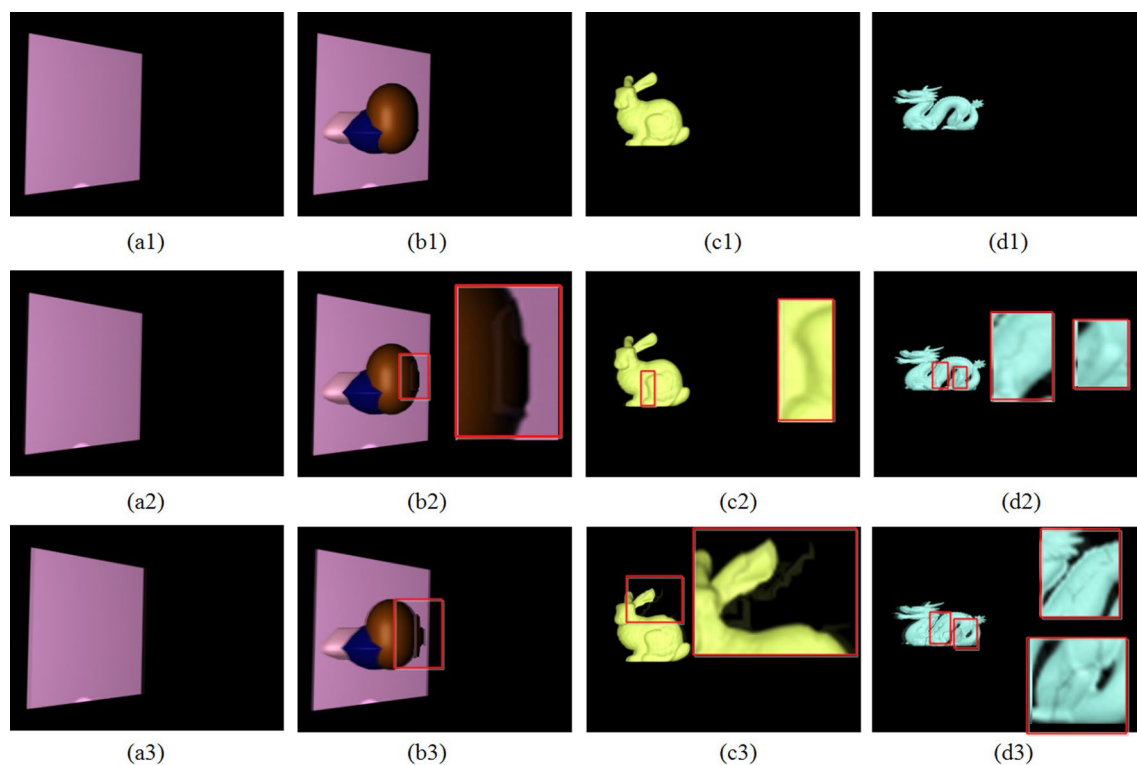 (a1) (b1) (c1) (d1)
(a2) (b2) (c2) (d2)
(a3) (b3) (c3) (d3)